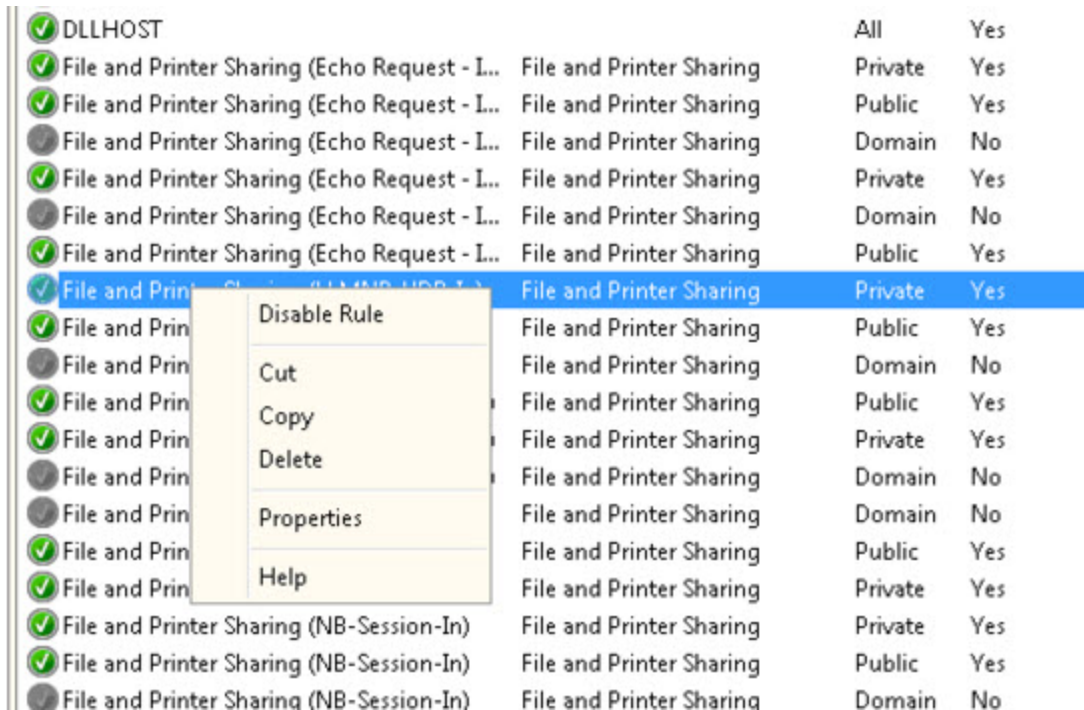 DLLHOST All Yes
File and Printer Sharing (Echo Request - I... File and Printer Sharing Private Yes
File and Printer Sharing (Echo Request - I... File and Printer Sharing Public Yes
File and Printer Sharing (Echo Request - I... File and Printer Sharing Domain No
File and Printer Sharing (Echo Request - I... File and Printer Sharing Private Yes
File and Printer Sharing (Echo Request - I... File and Printer Sharing Domain No
File and Printer Sharing (Echo Request - I... File and Printer Sharing Public Yes
File and Printer Sharing (LLMNR-UDP-In) File and Printer Sharing Private Yes
File and Prin File and Printer Sharing Public Yes
File and Prin File and Printer Sharing Domain No
File and Prin File and Printer Sharing Public Yes
File and Prin File and Printer Sharing Private Yes
File and Prin File and Printer Sharing Domain No
File and Prin File and Printer Sharing Domain No
File and Prin File and Printer Sharing Public Yes
File and Prin File and Printer Sharing Private Yes
File and Printer Sharing (NB-Session-In) File and Printer Sharing Private Yes
File and Printer Sharing (NB-Session-In) File and Printer Sharing Public Yes
File and Printer Sharing (NB-Session-In) File and Printer Sharing Domain No
Disable Rule
Cut
Copy
Delete
Properties
Help